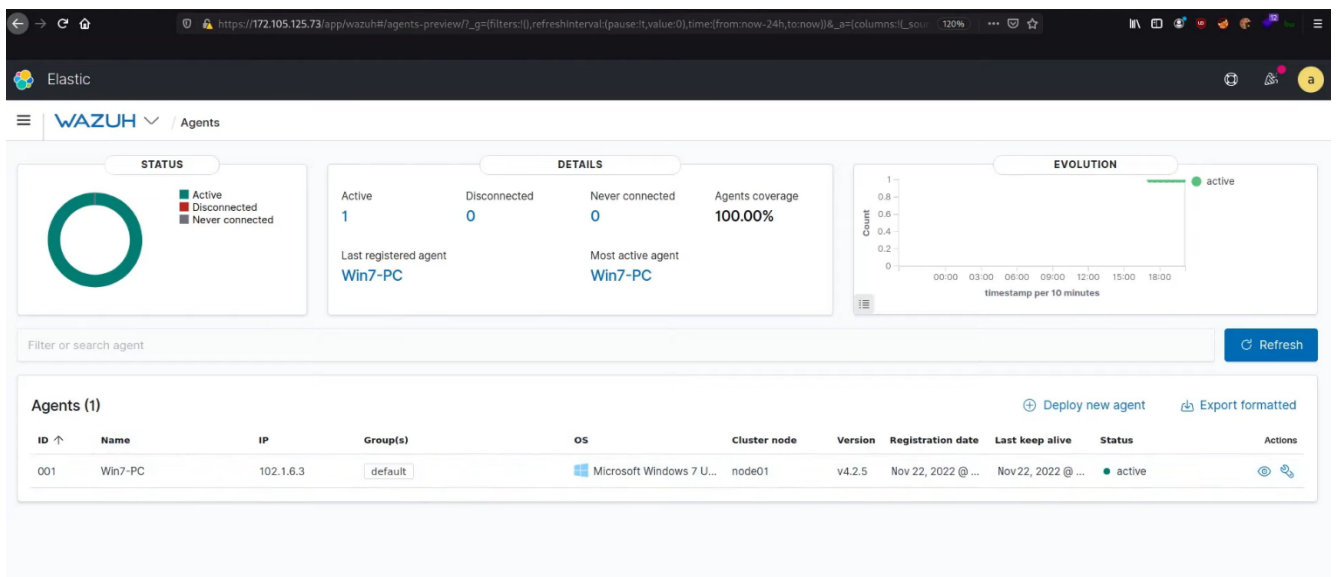 https://172.105.125.73/app/wazuh#/agents-preview/?_g=(filters:!(),refreshInterval:(pause:!t,value:0),time:(from:now-24h,to:now))&_a=(columns:!(_sour 120%
12
Elastic
a
WAZUH / Agents
STATUS
Active
Disconnected
Never connected
DETAILS
Active Disconnected Never connected Agents coverage
1 0 0 100.00%
Last registered agent Most active agent
Win7-PC Win7-PC
EVOLUTION
active
1
0.8
0.6
0.4
0.2
0
Count
00:00 03:00 06:00 09:00 12:00 15:00 18:00
timestamp per 10 minutes
Filter or search agent
Refresh
Agents (1)
Deploy new agent Export formatted
ID Name IP Group(s) OS Cluster node Version Registration date Last keep alive Status Actions
001 Win7-PC 102.1.6.3 default Microsoft Windows 7 U... node01 v4.2.5 Nov 22, 2022 @ ... Nov 22, 2022 @ ... active